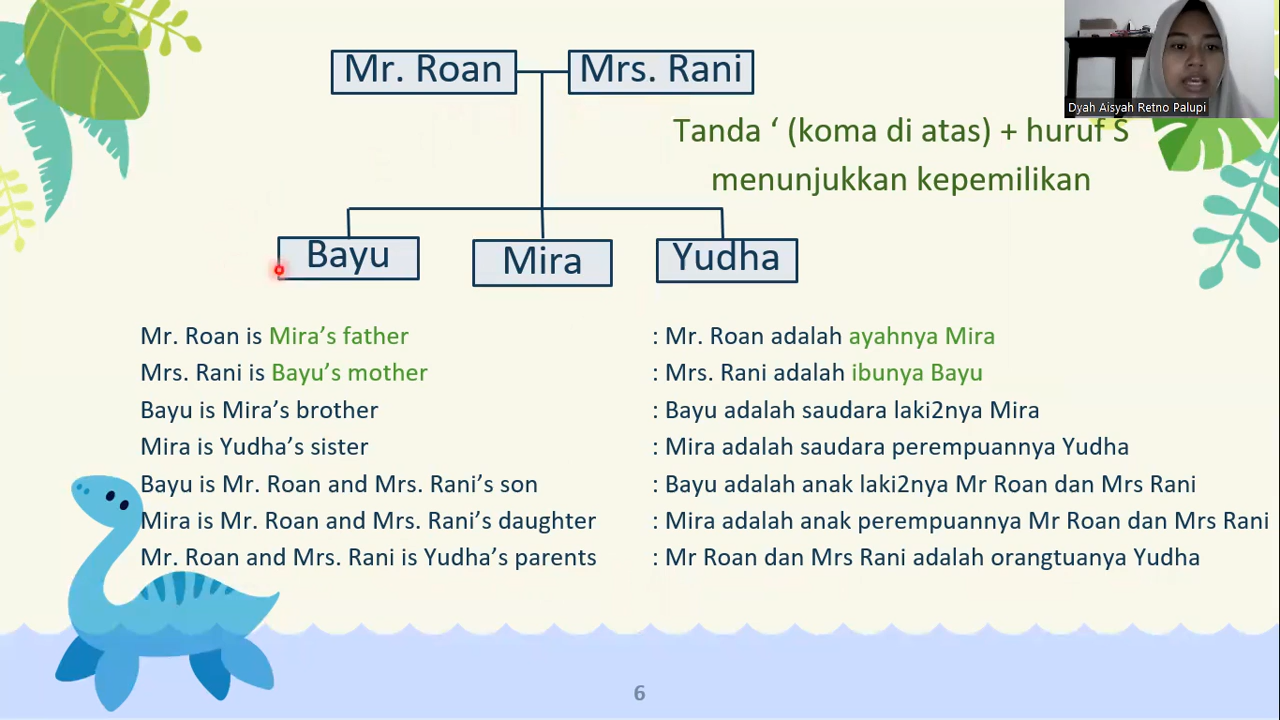 Mr. Roan
Mrs. Rani
Dyah Aisyah Retno Palupi
Tanda ‘ (koma di atas) + huruf S
menunjukkan kepemilikan
Bayu
Mira
Yudha
Mr. Roan is Mira’s father : Mr. Roan adalah ayahnya Mira
Mrs. Rani is Bayu’s mother : Mrs. Rani adalah ibunya Bayu
Bayu is Mira’s brother : Bayu adalah saudara laki2nya Mira
Mira is Yudha’s sister : Mira adalah saudara perempuannya Yudha
Bayu is Mr. Roan and Mrs. Rani’s son : Bayu adalah anak laki2nya Mr Roan dan Mrs Rani
Mira is Mr. Roan and Mrs. Rani’s daughter : Mira adalah anak perempuannya Mr Roan dan Mrs Rani
Mr. Roan and Mrs. Rani is Yudha’s parents : Mr Roan dan Mrs Rani adalah orangtuanya Yudha
6